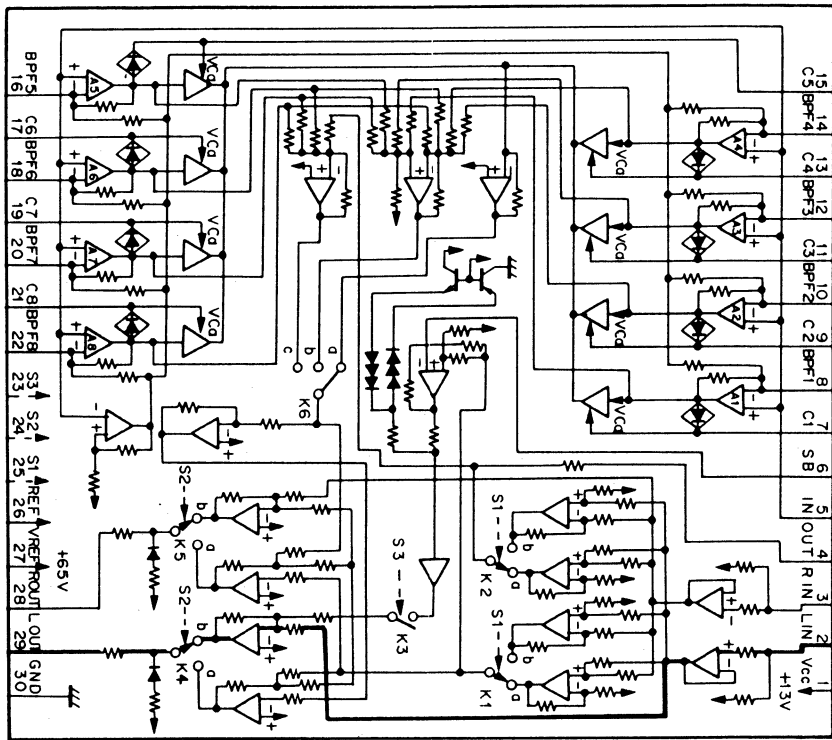 BPF5
16
C6
17
BPF6
18
C7
19
BPF7
20
C8
21
BPF8
22
S3
23
S2
24
S1
25
IREF
26
VREF
27
+65V
ROUT
28
L OUT
29
GND
30
15
C5
14
BPF4
13
C4
12
BPF3
11
C3
10
BPF2
9
C2
8
BPF1
7
C1
6
SB
5
IN
4
OUT
3
R IN
2
L IN
1
Vcc
+13V
A5
A6
A7
A8
A4
A3
A2
A1
VCa
VCa
VCa
VCa
VCa
VCa
VCa
VCa
c
b
a
K6
S2
b
K5
a
S2
b
K4
a
S3
K3
S1
b
K2
a
S1
b
K1
a